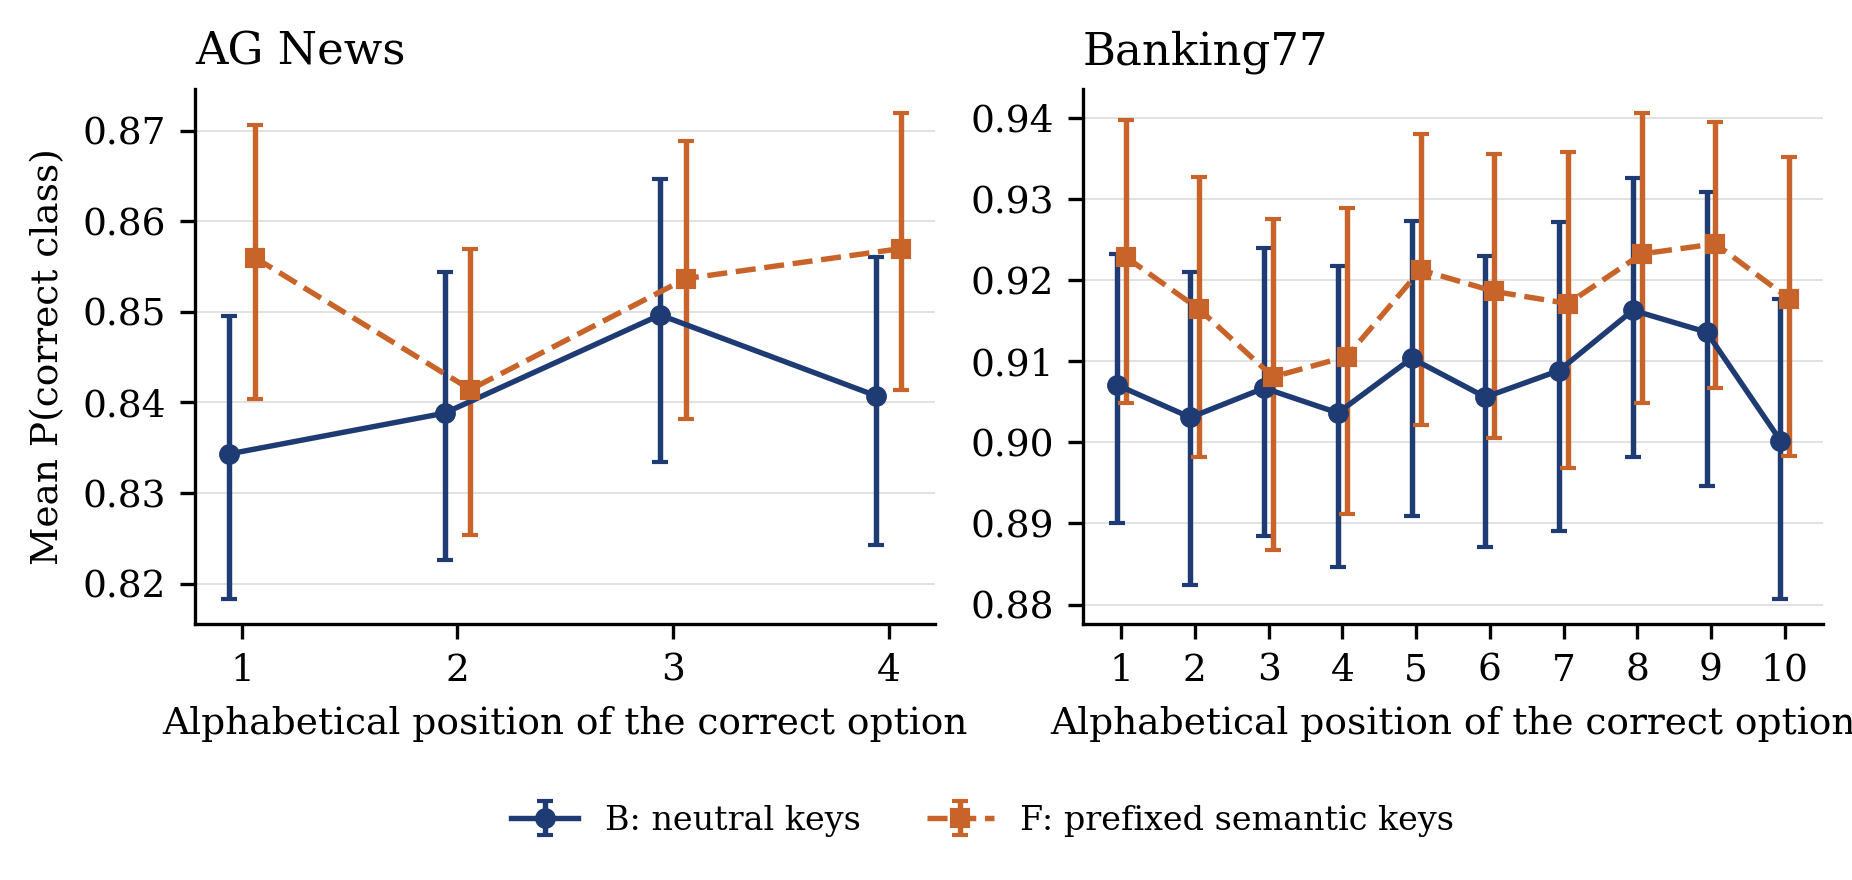 AG News
Banking77
Mean P(correct class)
0.87
0.86
0.85
0.84
0.83
0.82
1 2 3 4
Alphabetical position of the correct option
0.94
0.93
0.92
0.91
0.90
0.89
0.88
1 2 3 4 5 6 7 8 9 10
Alphabetical position of the correct option
B: neutral keys
F: prefixed semantic keys